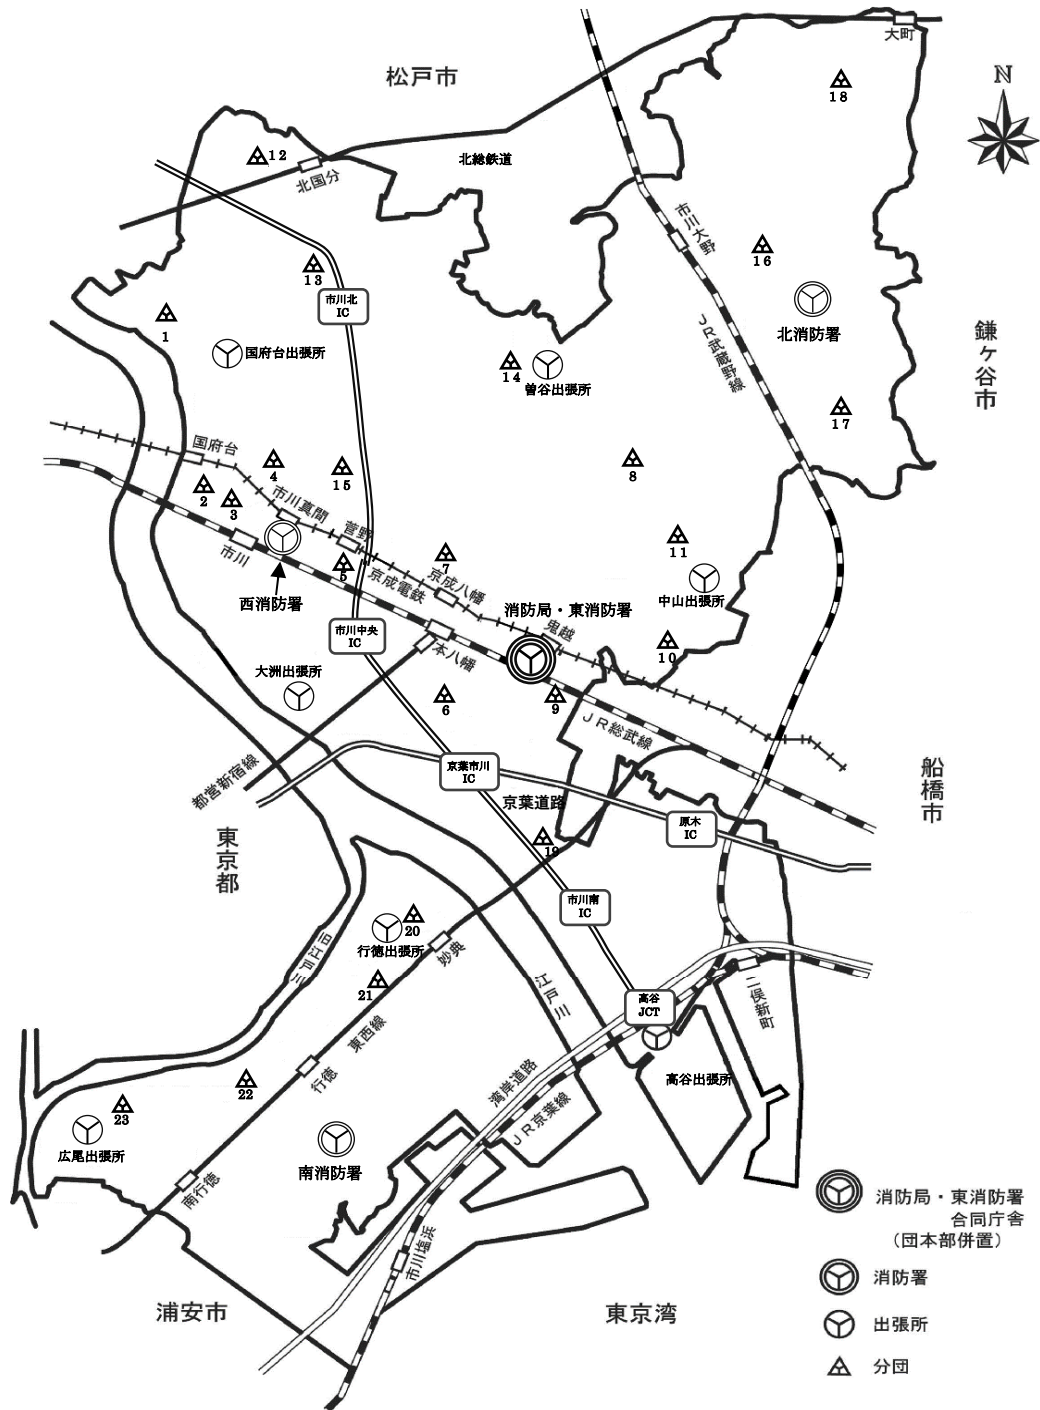 大町
松戸市
N
18
12
北総鉄道
北国分
市川大野
16
13
市川北
IC
北消防署
1
国府台出張所
JR武蔵野線
鎌ヶ谷市
14
曽谷出張所
17
国府台
4
15
8
2
3
市川真間
菅野
11
市川
5
7
京成電鉄
京成八幡
中山出張所
西消防署
消防局・東消防署
鬼越
市川中央
IC
本八幡
10
大洲出張所
6
9
JR総武線
都営新宿線
京葉市川
IC
京葉道路
船橋市
原木
IC
19
東京都
市川南
IC
20
行徳出張所
妙典
旧江戸川
21
江戸川
高谷
JCT
二俣新町
東西線
高谷出張所
行徳
湾岸道路
JR京葉線
22
23
広尾出張所
南消防署
南行徳
市川塩浜
消防局・東消防署
合同庁舎
（団本部併置）
消防署
浦安市
東京湾
出張所
分団